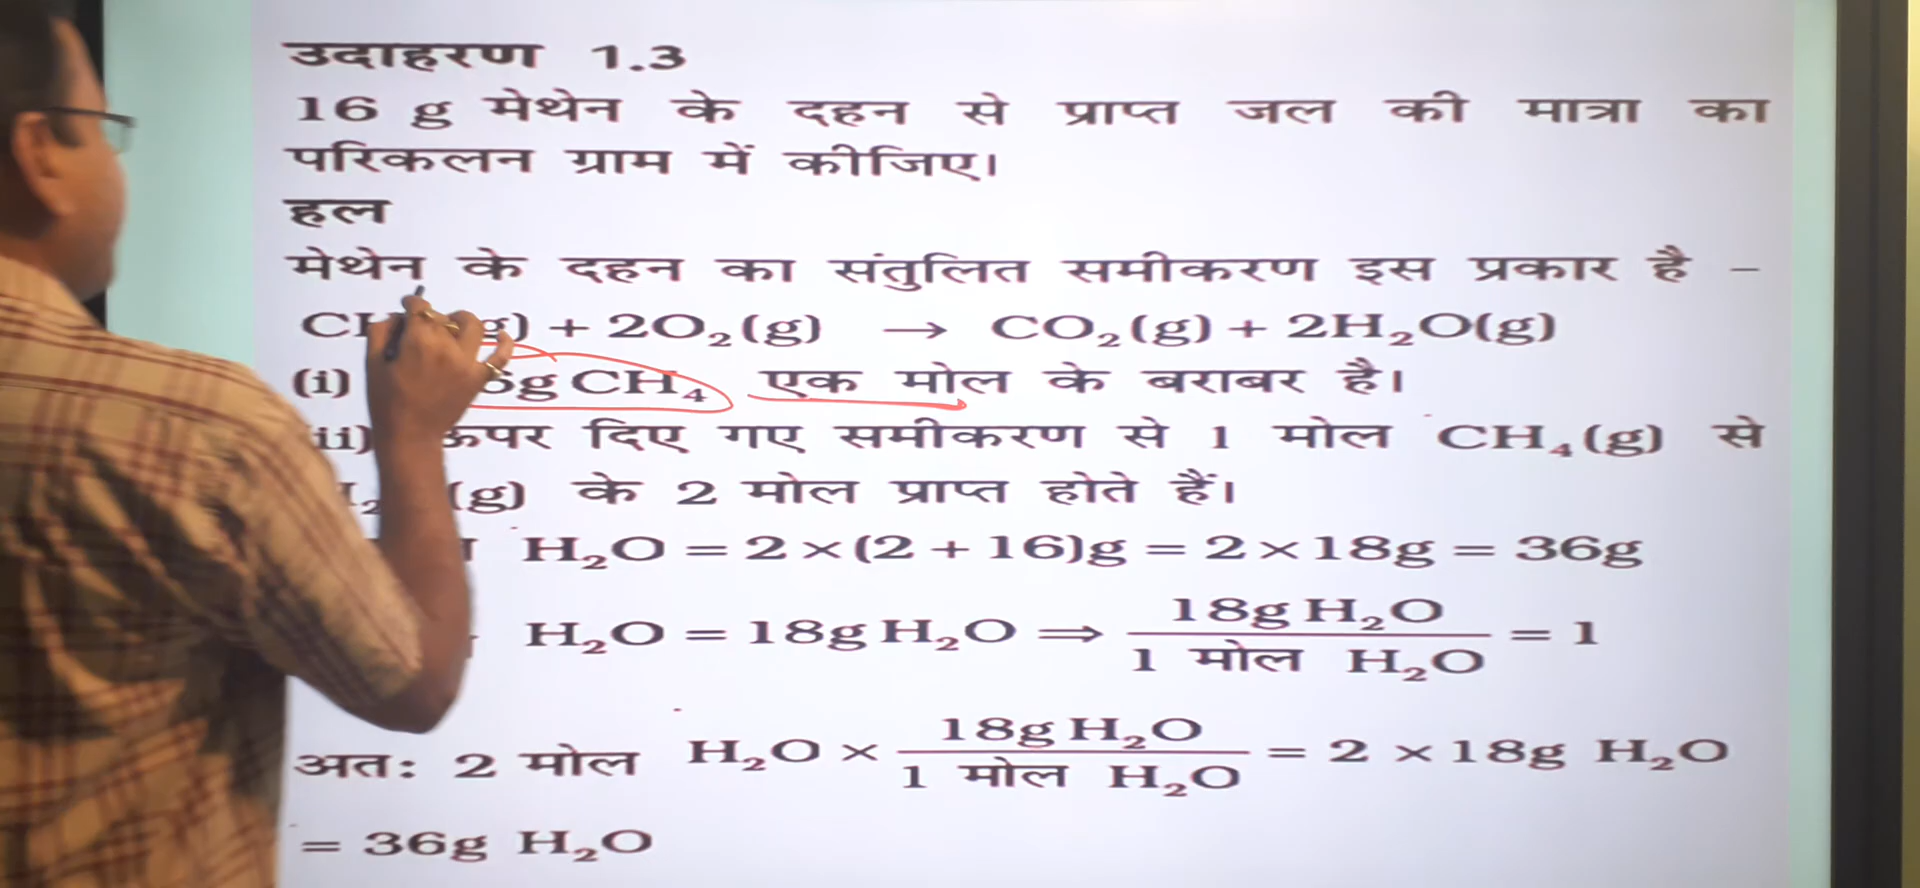 उदाहरण 1.3
16 g मेथेन के दहन से प्राप्त जल की मात्रा का
परिकलन ग्राम में कीजिए।
हल
मेथेन के दहन का संतुलित समीकरण इस प्रकार है –
g) + 2O₂(g) → CO₂(g) + 2H₂O(g)
(i) g CH₄ एक मोल के बराबर है।
ii) ऊपर दिए गए समीकरण से 1 मोल CH₄(g) से
(g) के 2 मोल प्राप्त होते हैं।
H₂O = 2 × (2 + 16)g = 2 × 18g = 36g
H₂O = 18g H₂O ⇒ 18g H₂O / 1 मोल H₂O = 1
अतः 2 मोल H₂O × 18g H₂O / 1 मोल H₂O = 2 × 18g H₂O
= 36g H₂O